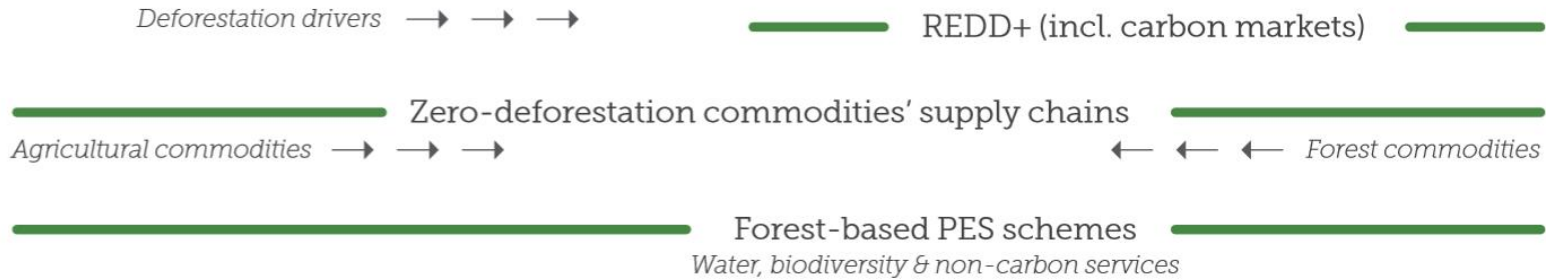 Deforestation drivers
REDD+ (incl. carbon markets)
Zero-deforestation commodities’ supply chains
Agricultural commodities
Forest commodities
Forest-based PES schemes
Water, biodiversity & non-carbon services